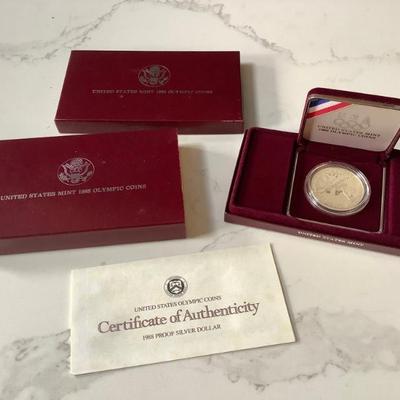 UNITED STATES MINT 1988 OLYMPIC COINS
UNITED STATES MINT 1988 OLYMPIC COINS
USA
UNITED STATES MINT
1988 OLYMPIC COINS
UNITED STATES MINT
UNITED STATES OLYMPIC COINS
Certificate of Authenticity
1988 PROOF SILVER DOLLAR